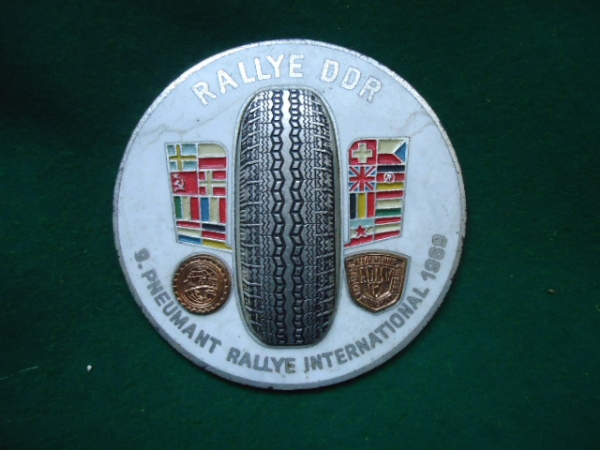 RALLYE DDR
9. PNEUMANT RALLYE INTERNATIONAL 1969